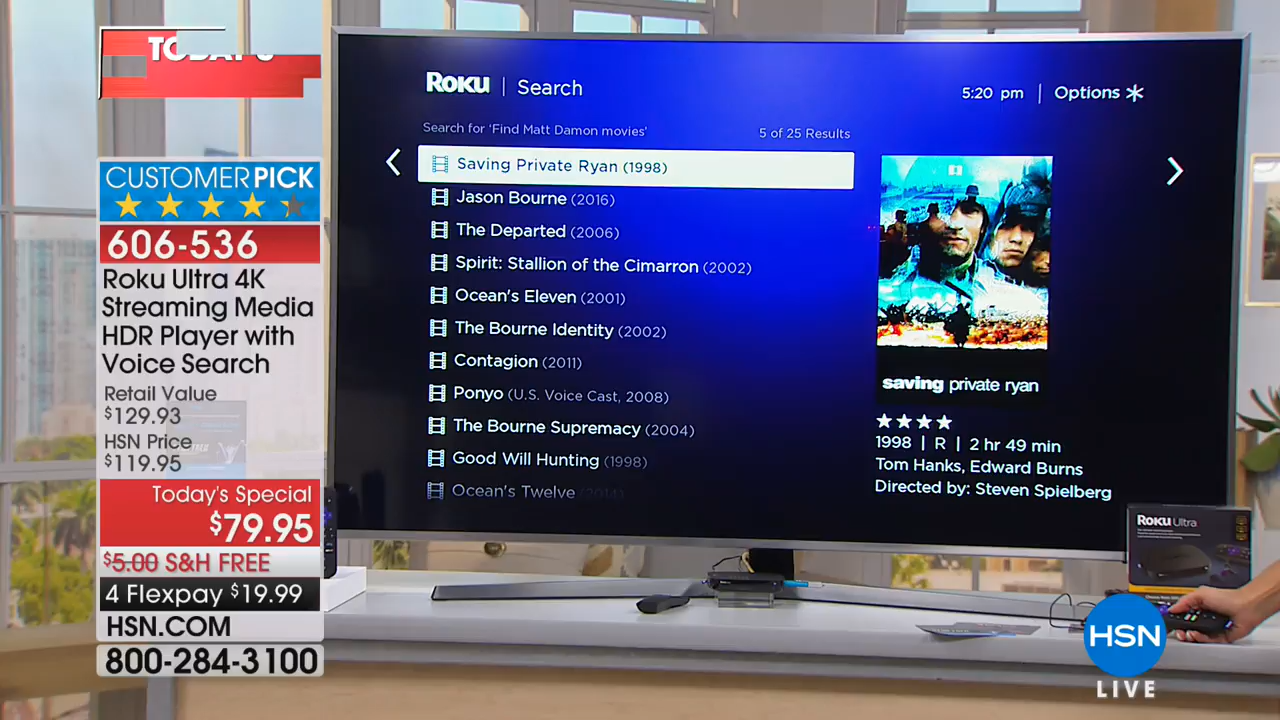 TODAY'S
CUSTOMER PICK
606-536
Roku Ultra 4K
Streaming Media
HDR Player with
Voice Search
Retail Value
$129.93
HSN Price
$119.95
Today's Special
$79.95
$5.00 S&H FREE
4 Flexpay $19.99
HSN.COM
800-284-3100
Roku | Search
5:20 pm | Options
Search for 'Find Matt Damon movies'
5 of 25 Results
Saving Private Ryan (1998)
Jason Bourne (2016)
The Departed (2006)
Spirit: Stallion of the Cimarron (2002)
Ocean's Eleven (2001)
The Bourne Identity (2002)
Contagion (2011)
Ponyo (U.S. Voice Cast, 2008)
The Bourne Supremacy (2004)
Good Will Hunting (1998)
Ocean's Twelve
saving private ryan
1998 | R | 2 hr 49 min
Tom Hanks, Edward Burns
Directed by: Steven Spielberg
Roku Ultra
HSN
LIVE